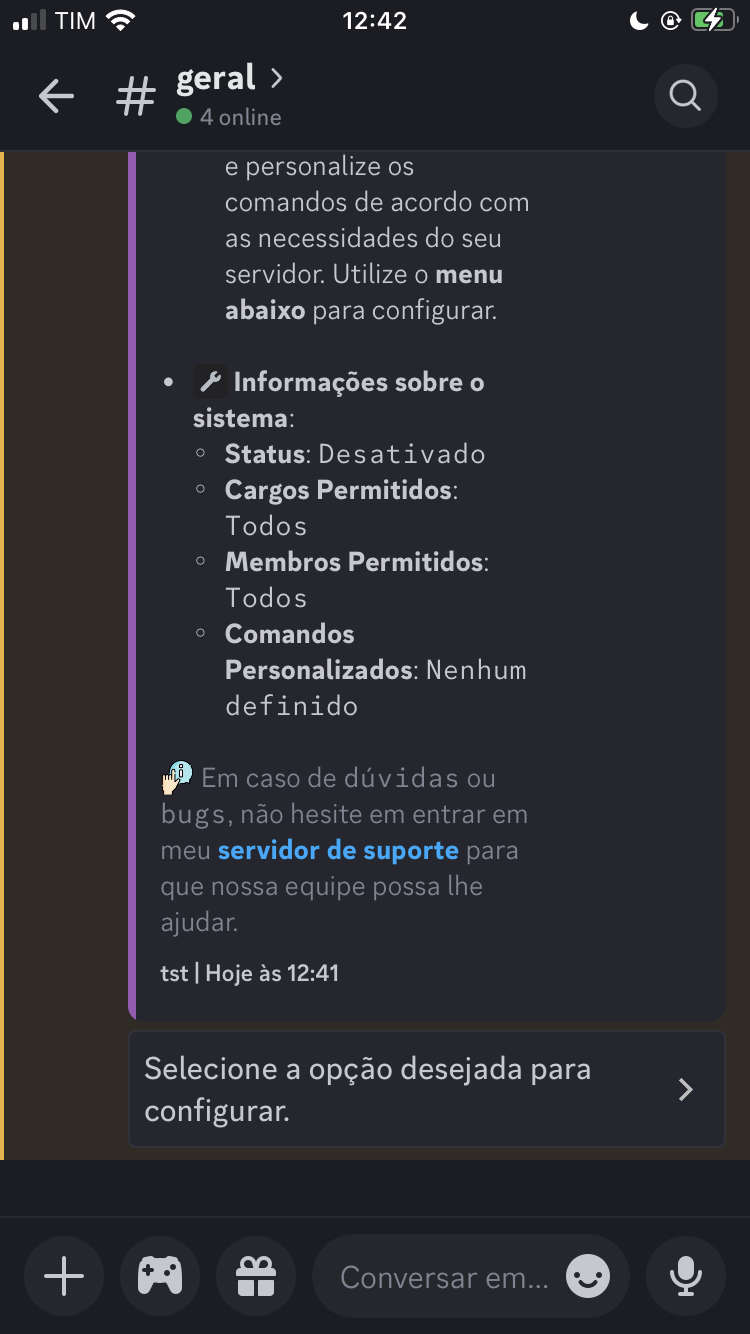 TIM
12:42
geral
4 online
e personalize os
comandos de acordo com
as necessidades do seu
servidor. Utilize o menu
abaixo para configurar.
Informações sobre o
sistema:
Status: Desativado
Cargos Permitidos:
Todos
Membros Permitidos:
Todos
Comandos
Personalizados: Nenhum
definido
Em caso de dúvidas ou
bugs, não hesite em entrar em
meu servidor de suporte para
que nossa equipe possa lhe
ajudar.
tst | Hoje às 12:41
Selecione a opção desejada para
configurar.
Conversar em...